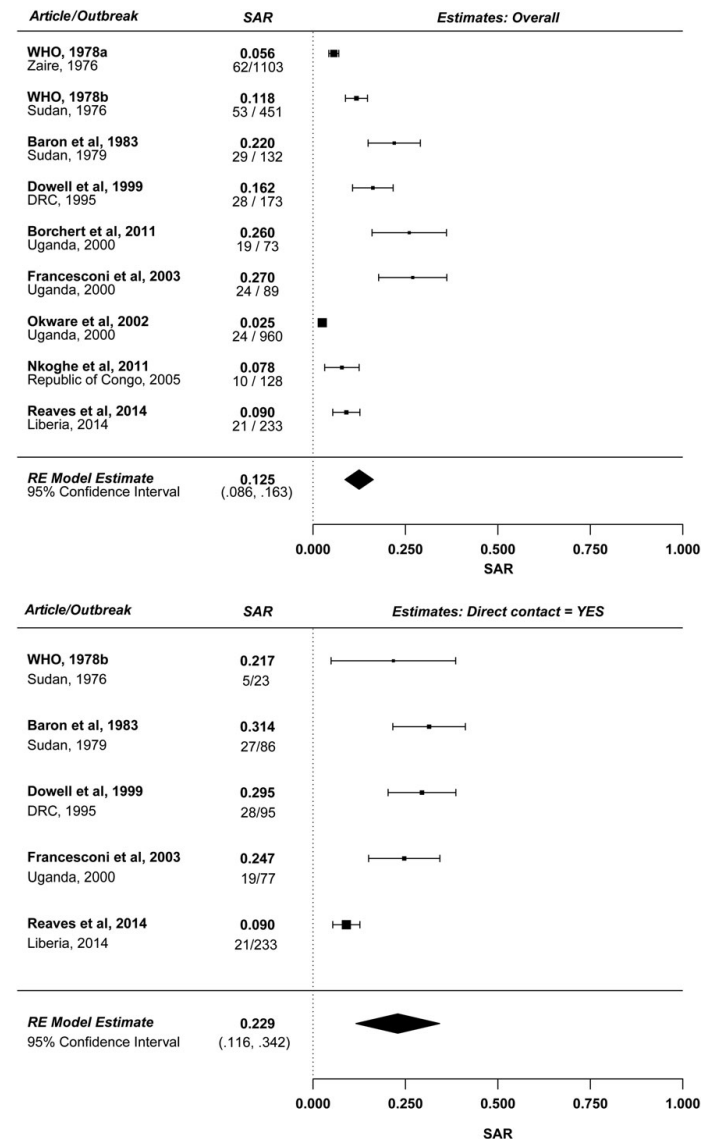 Article/Outbreak SAR Estimates: Overall
WHO, 1978a 0.056
Zaire, 1976 62/1103
WHO, 1978b 0.118
Sudan, 1976 53 / 451
Baron et al, 1983 0.220
Sudan, 1979 29 / 132
Dowell et al, 1999 0.162
DRC, 1995 28 / 173
Borchert et al, 2011 0.260
Uganda, 2000 19 / 73
Francesconi et al, 2003 0.270
Uganda, 2000 24 / 89
Okware et al, 2002 0.025
Uganda, 2000 24 / 960
Nkoghe et al, 2011 0.078
Republic of Congo, 2005 10 / 128
Reaves et al, 2014 0.090
Liberia, 2014 21 / 233
RE Model Estimate 0.125
95% Confidence Interval (.086, .163)
0.000 0.250 0.500 0.750 1.000
SAR
Article/Outbreak SAR Estimates: Direct contact = YES
WHO, 1978b 0.217
Sudan, 1976 5/23
Baron et al, 1983 0.314
Sudan, 1979 27/86
Dowell et al, 1999 0.295
DRC, 1995 28/95
Francesconi et al, 2003 0.247
Uganda, 2000 19/77
Reaves et al, 2014 0.090
Liberia, 2014 21/233
RE Model Estimate 0.229
95% Confidence Interval (.116, .342)
0.000 0.250 0.500 0.750 1.000
SAR